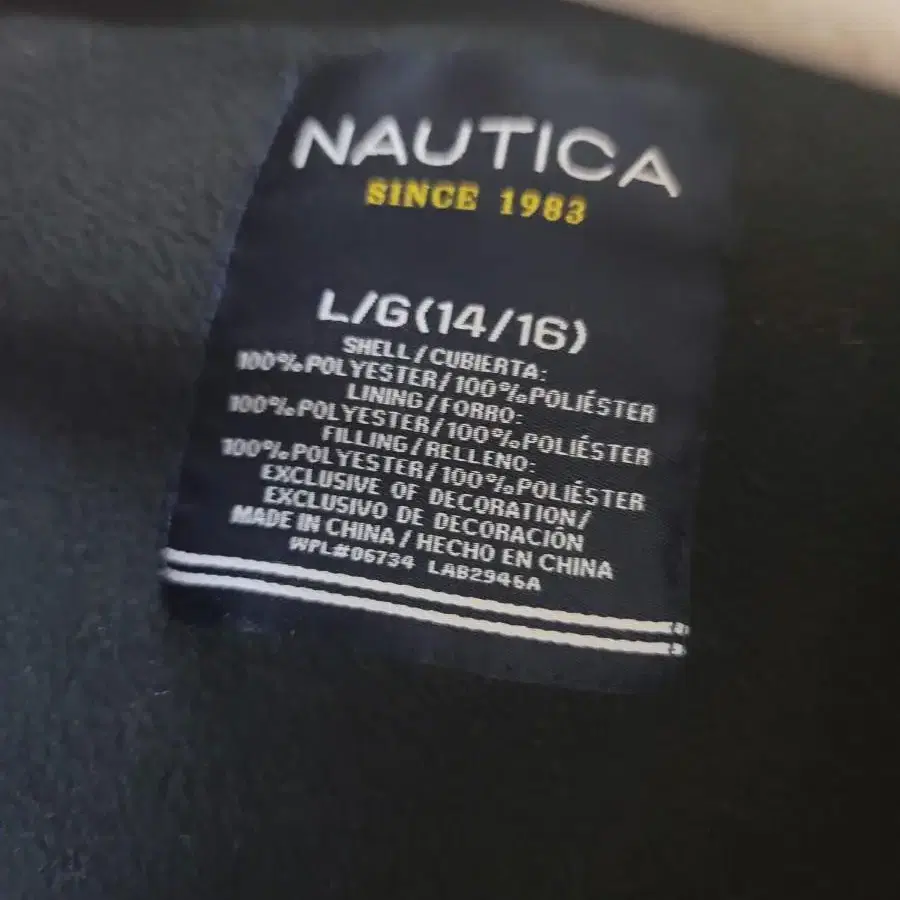 NAUTICA
SINCE 1983
L/G(14/16)
SHELL/CUBIERTA:
100%POLYESTER/100%POLIÉSTER
LINING/FORRO:
100%POLYESTER/100%POLIÉSTER
FILLING/RELLENO:
100%POLYESTER/100%POLIÉSTER
EXCLUSIVE OF DECORATION/
EXCLUSIVO DE DECORACIÓN
MADE IN CHINA / HECHO EN CHINA
WPL#06734 LAB2946A